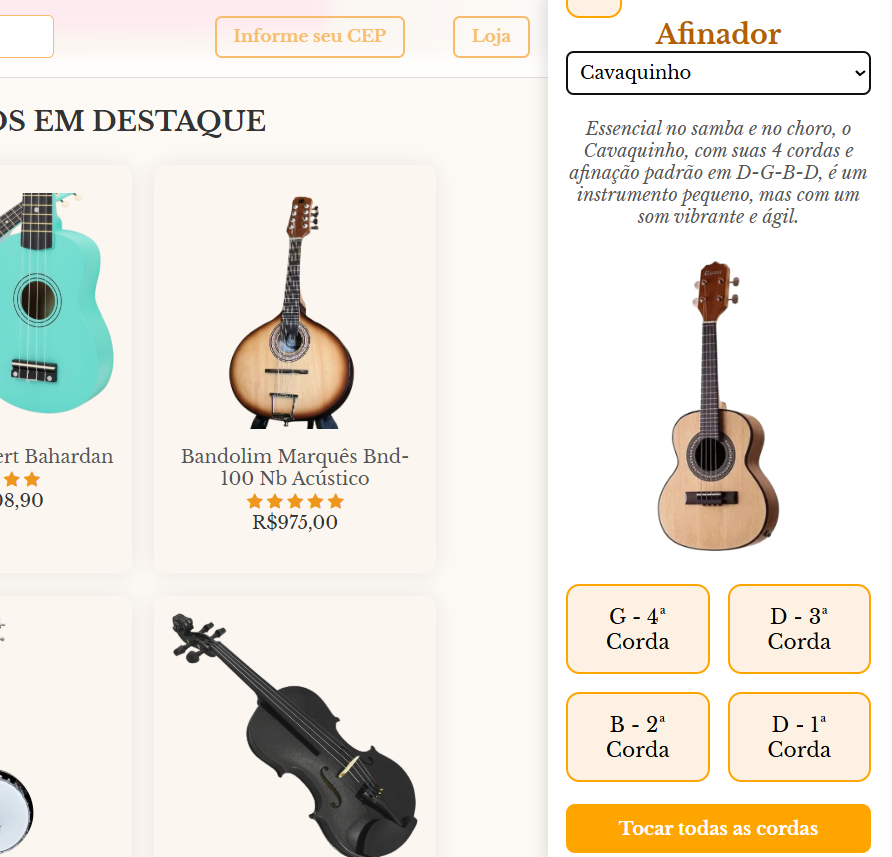 Informe seu CEP
Loja
OS EM DESTAQUE
ert Bahardan
98,90
Bandolim Marquês Bnd-
100 Nb Acústico
R$975,00
Afinador
Cavaquinho
Essencial no samba e no choro, o
Cavaquinho, com suas 4 cordas e
afinação padrão em D-G-B-D, é um
instrumento pequeno, mas com um
som vibrante e ágil.
G - 4ª
Corda
D - 3ª
Corda
B - 2ª
Corda
D - 1ª
Corda
Tocar todas as cordas